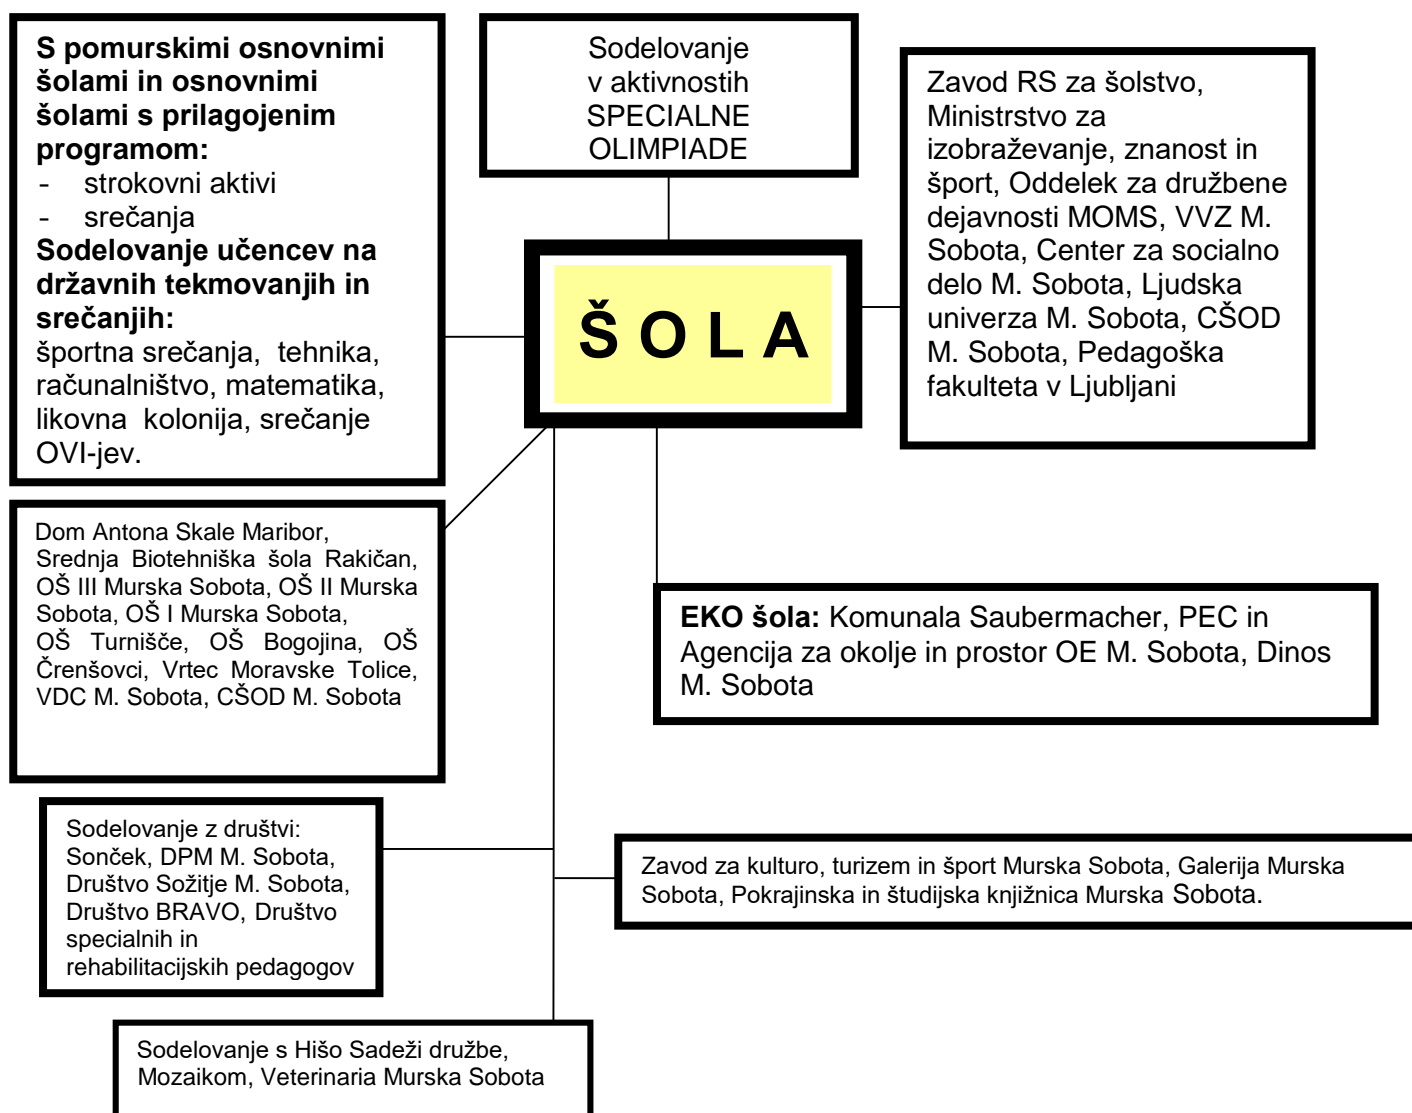 S pomurskimi osnovnimi
šolami in osnovnimi
šolami s prilagojenim
programom:
- strokovni aktivi
- srečanja
Sodelovanje učencev na
državnih tekmovanjih in
srečanjih:
športna srečanja, tehnika,
računalništvo, matematika,
likovna kolonija, srečanje
OVI-jev.
Sodelovanje
v aktivnostih
SPECIALNE
OLIMPIADE
Zavod RS za šolstvo,
Ministrstvo za
izobraževanje, znanost in
šport, Oddelek za družbene
dejavnosti MOMS, VVZ M.
Sobota, Center za socialno
delo M. Sobota, Ljudska
univerza M. Sobota, CŠOD
M. Sobota, Pedagoška
fakulteta v Ljubljani
Š O L A
Dom Antona Skale Maribor,
Srednja Biotehniška šola Rakičan,
OŠ III Murska Sobota, OŠ II Murska
Sobota, OŠ I Murska Sobota,
OŠ Turnišče, OŠ Bogojina, OŠ
Črenšovci, Vrtec Moravske Tolice,
VDC M. Sobota, CŠOD M. Sobota
EKO šola: Komunala Saubermacher, PEC in
Agencija za okolje in prostor OE M. Sobota, Dinos
M. Sobota
Sodelovanje z društvi:
Sonček, DPM M. Sobota,
Društvo Sožitje M. Sobota,
Društvo BRAVO, Društvo
specialnih in
rehabilitacijskih pedagogov
Zavod za kulturo, turizem in šport Murska Sobota, Galerija Murska
Sobota, Pokrajinska in študijska knjižnica Murska Sobota.
Sodelovanje s Hišo Sadeži družbe,
Mozaikom, Veterinaria Murska Sobota